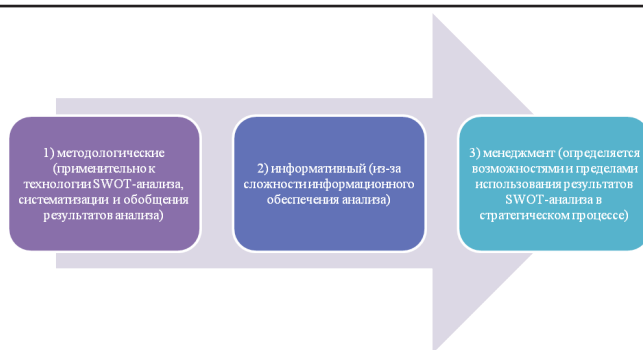 1) методологические
(применительно к
технологии SWOT-анализа,
систематизации и обобщения
результатов анализа)
2) информативный (из-за
сложности информационного
обеспечения анализа)
3) менеджмент (определяется
возможностями и пределами
использования результатов
SWOT-анализа в
стратегическом процессе)